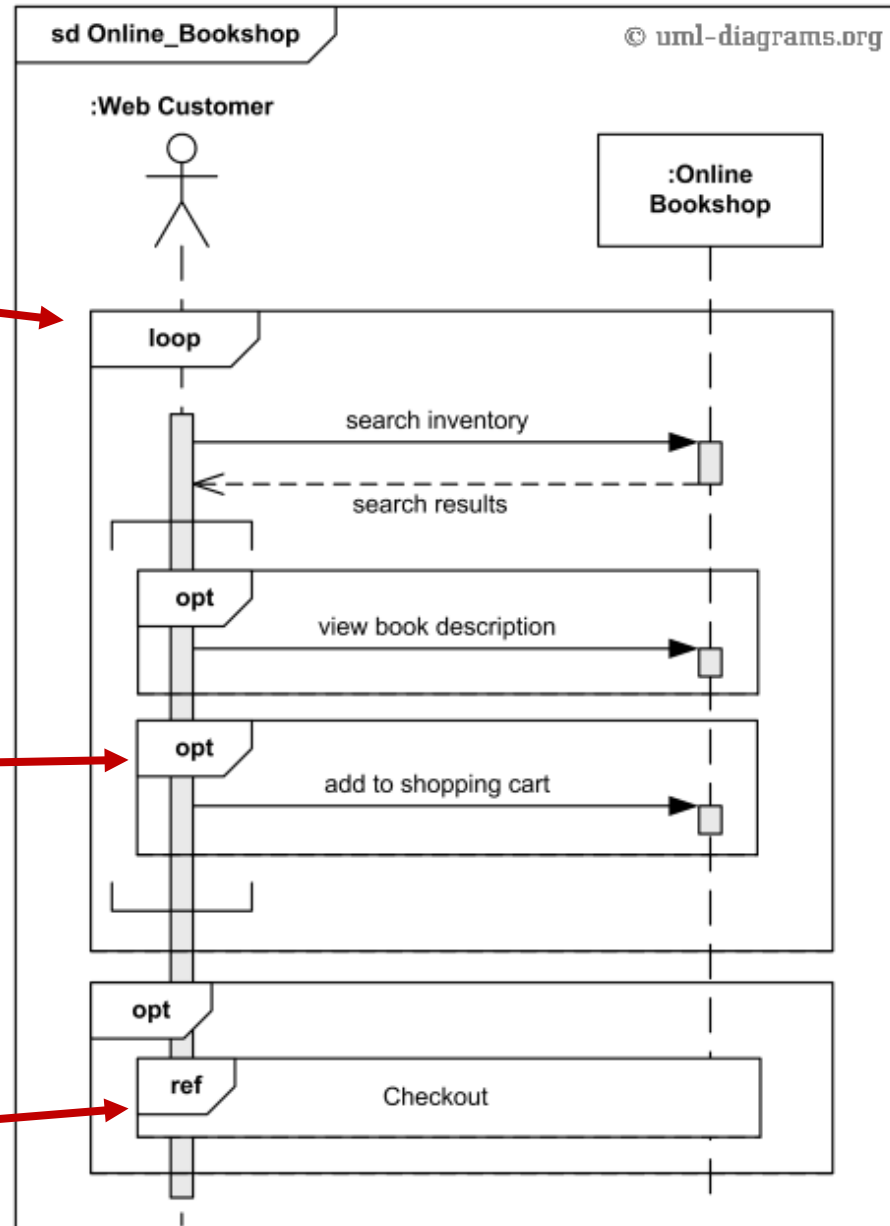 sd Online_Bookshop
© uml-diagrams.org
:Web Customer
:Online
Bookshop
loop
search inventory
search results
opt
view book description
opt
add to shopping cart
opt
ref
Checkout